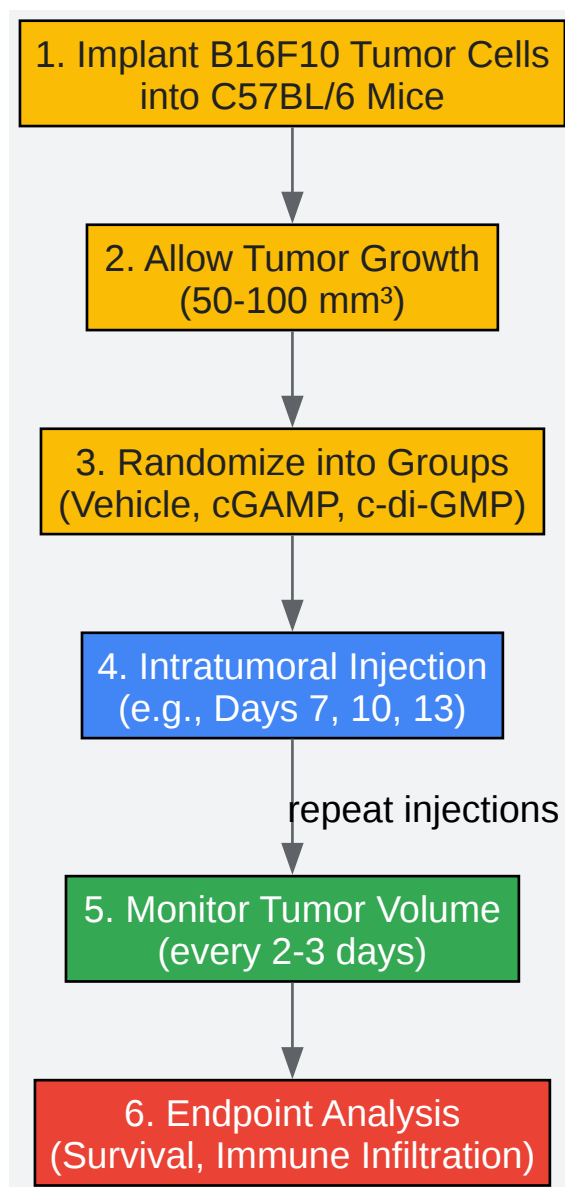 1. Implant B16F10 Tumor Cells
into C57BL/6 Mice
2. Allow Tumor Growth
(50-100 mm³)
3. Randomize into Groups
(Vehicle, cGAMP, c-di-GMP)
4. Intratumoral Injection
(e.g., Days 7, 10, 13)
repeat injections
5. Monitor Tumor Volume
(every 2-3 days)
6. Endpoint Analysis
(Survival, Immune Infiltration)